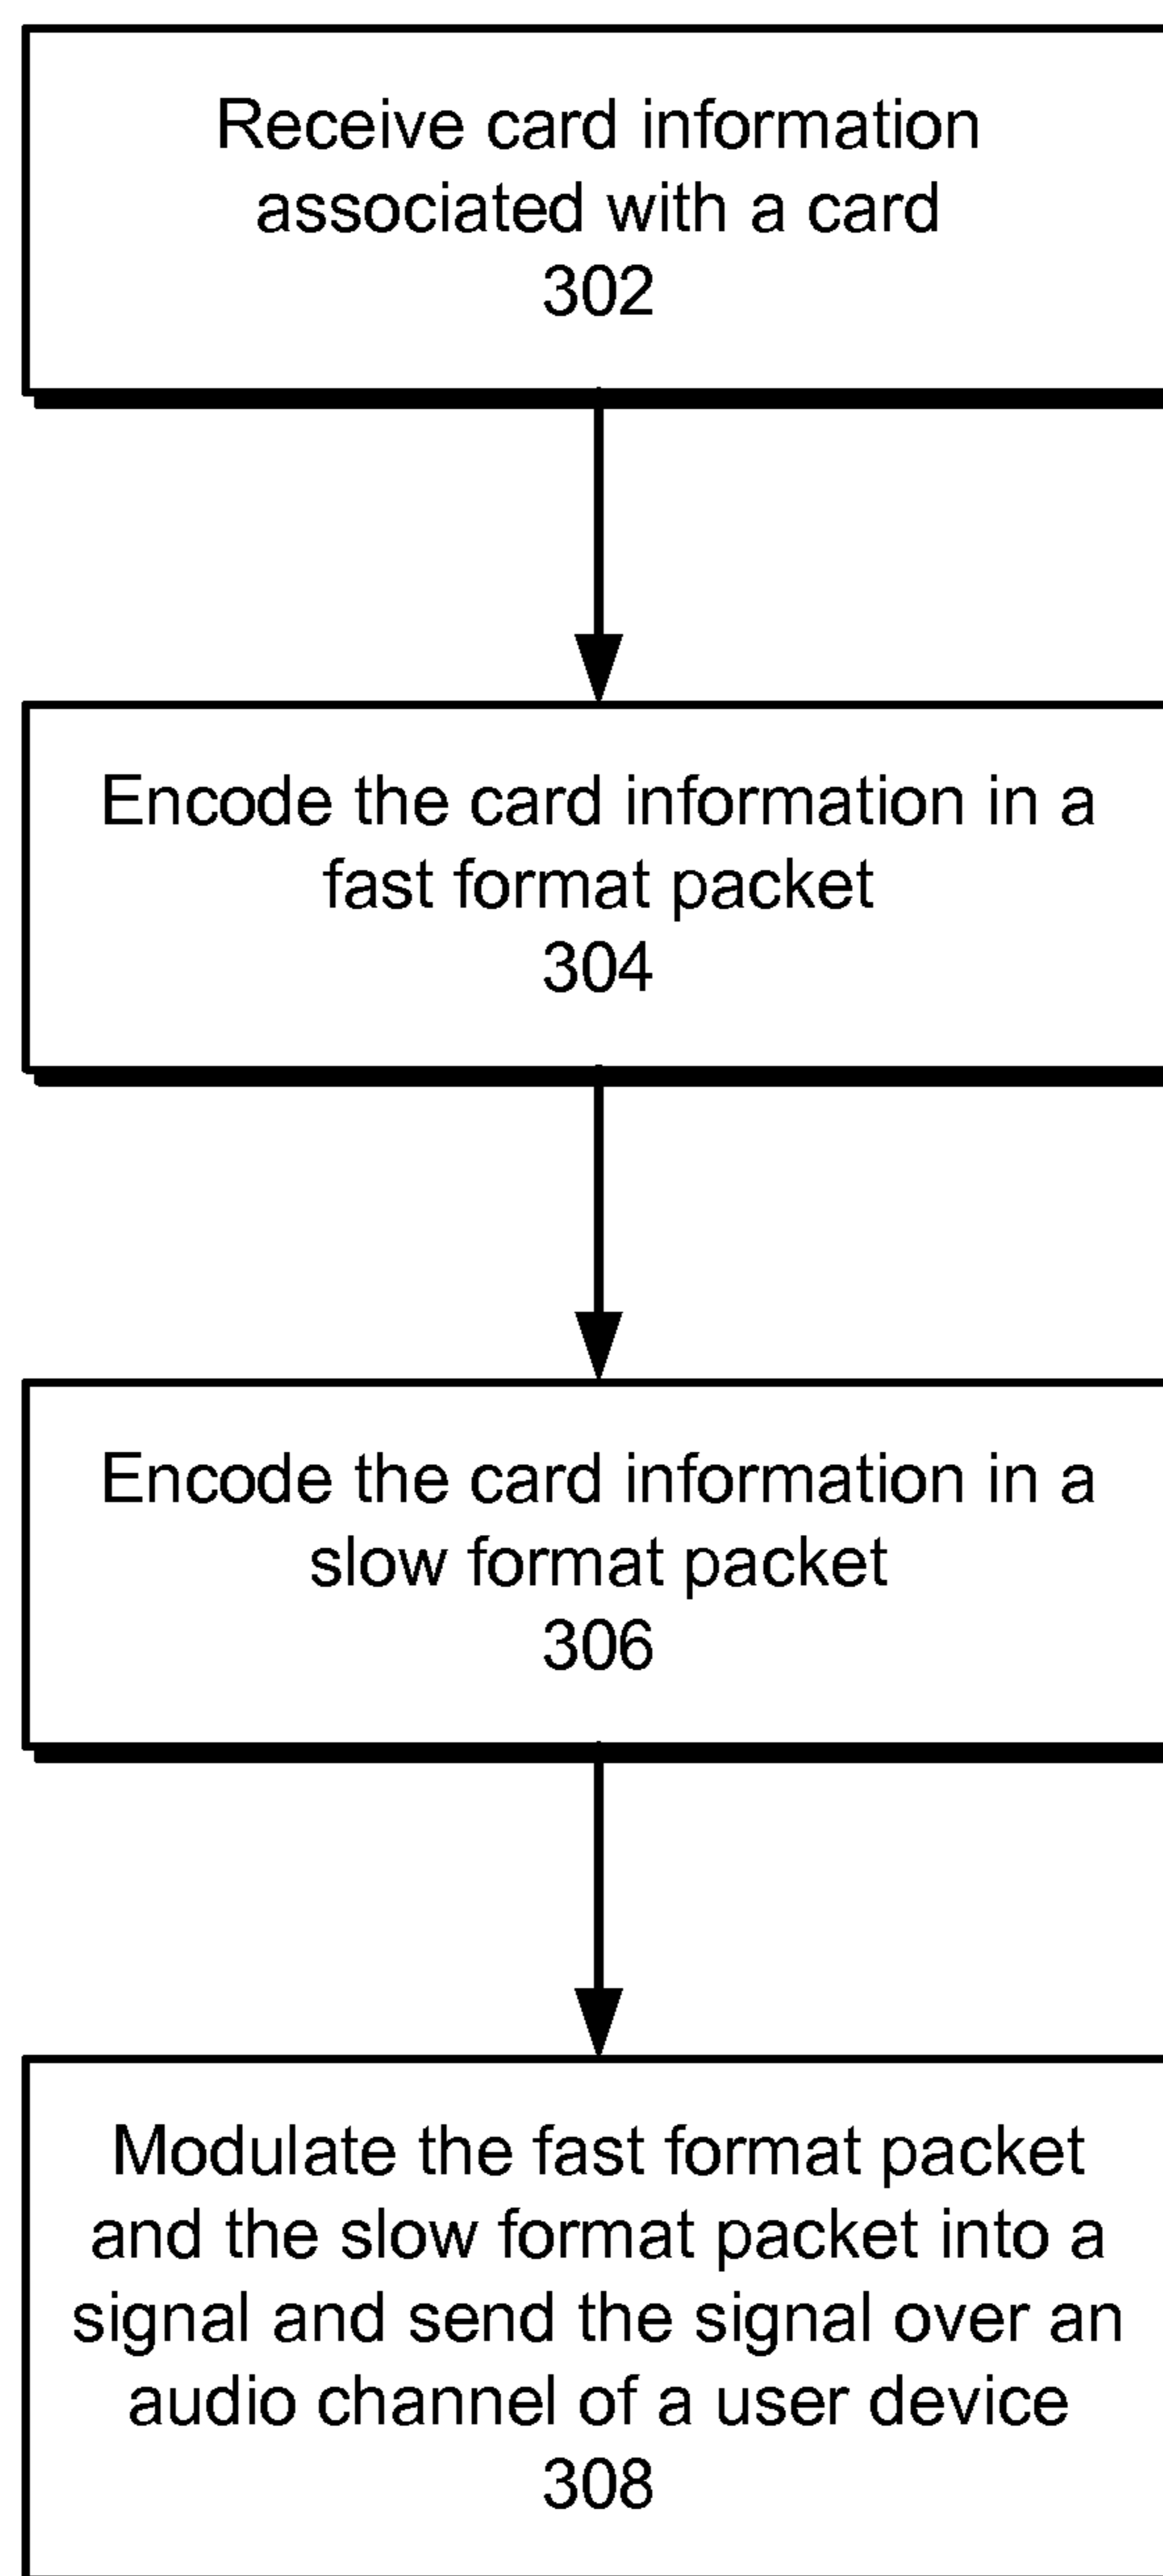 Receive card information
associated with a card
302
Encode the card information in a
fast format packet
304
Encode the card information in a
slow format packet
306
Modulate the fast format packet
and the slow format packet into a
signal and send the signal over an
audio channel of a user device
308